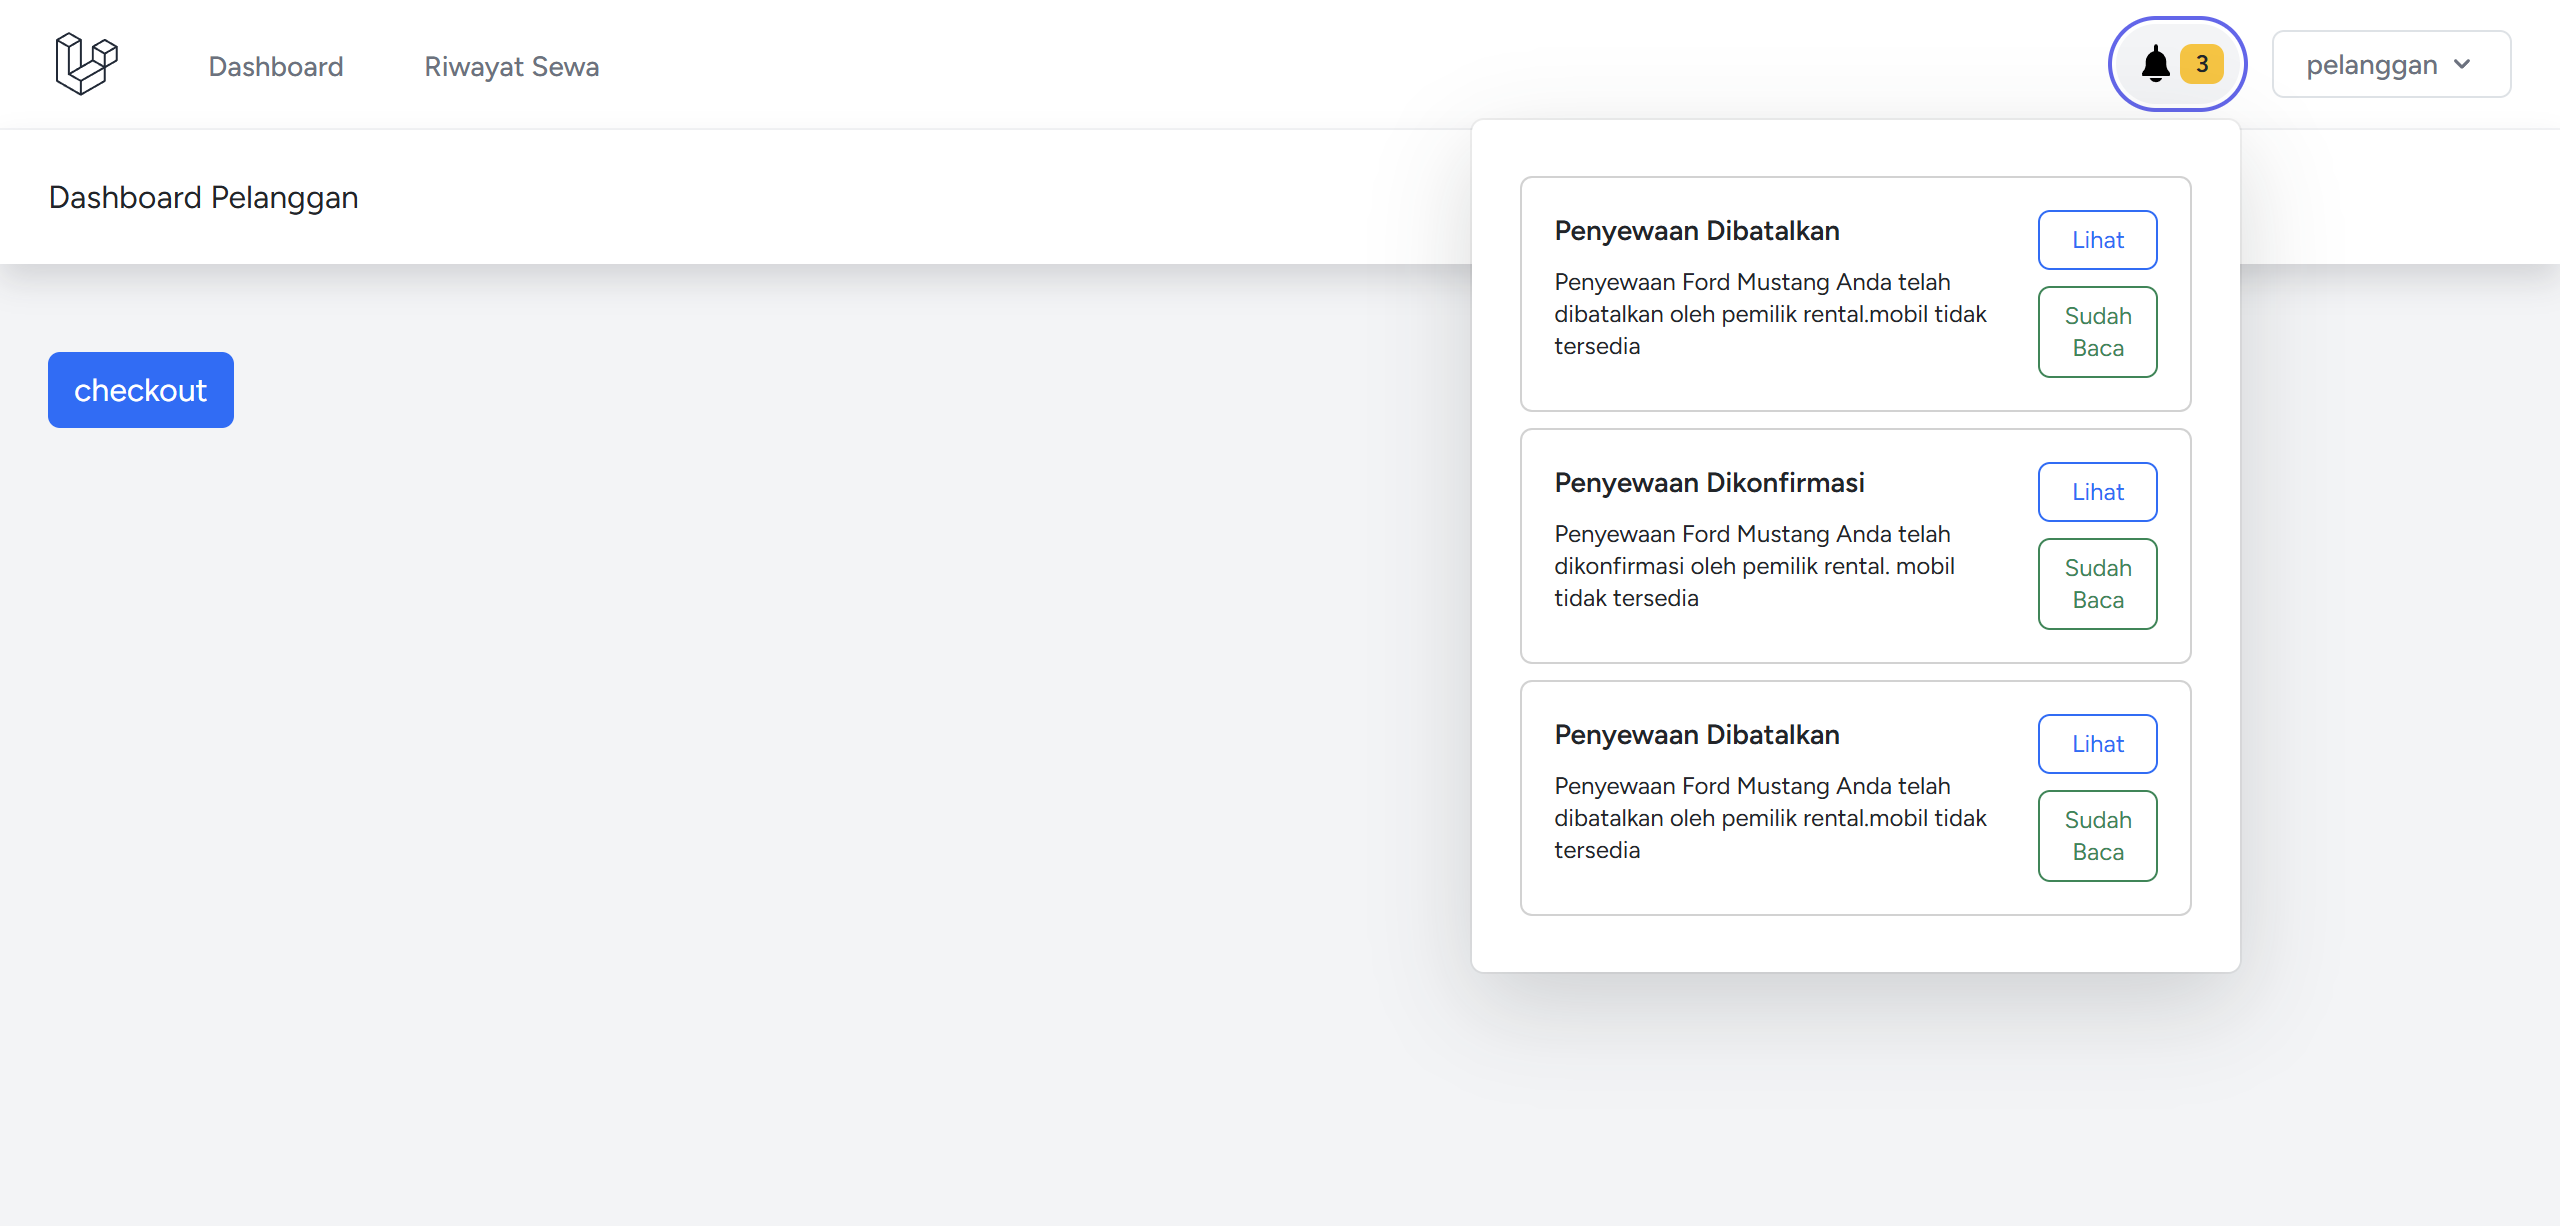 Dashboard
Riwayat Sewa
3
pelanggan
Dashboard Pelanggan
checkout
Penyewaan Dibatalkan
Penyewaan Ford Mustang Anda telah
dibatalkan oleh pemilik rental.mobil tidak
tersedia
Lihat
Sudah
Baca
Penyewaan Dikonfirmasi
Penyewaan Ford Mustang Anda telah
dikonfirmasi oleh pemilik rental. mobil
tidak tersedia
Lihat
Sudah
Baca
Penyewaan Dibatalkan
Penyewaan Ford Mustang Anda telah
dibatalkan oleh pemilik rental.mobil tidak
tersedia
Lihat
Sudah
Baca